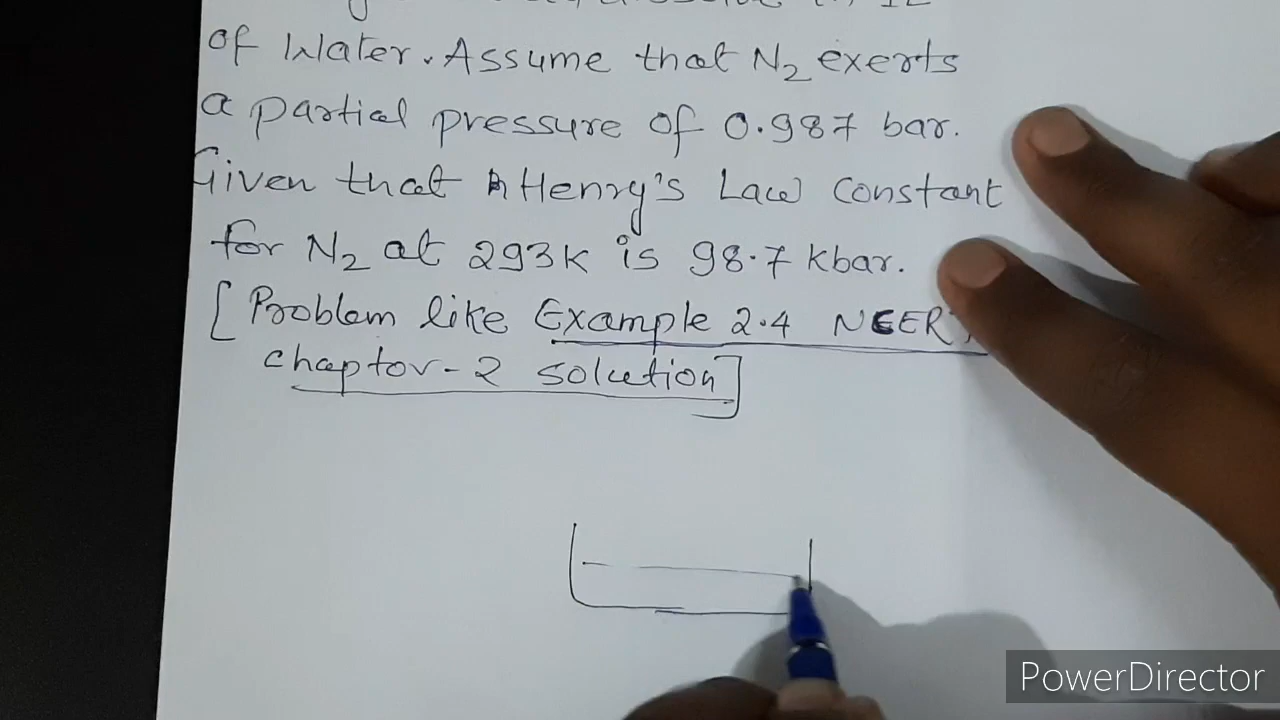 of Water. Assume that N₂ exerts
a partial pressure of 0.987 bar.
Given that Henry's Law Constant
for N₂ at 293K is 98.7 kbar.
[Problem like Example 2.4 NCER
chapter-2 solution]
PowerDirector